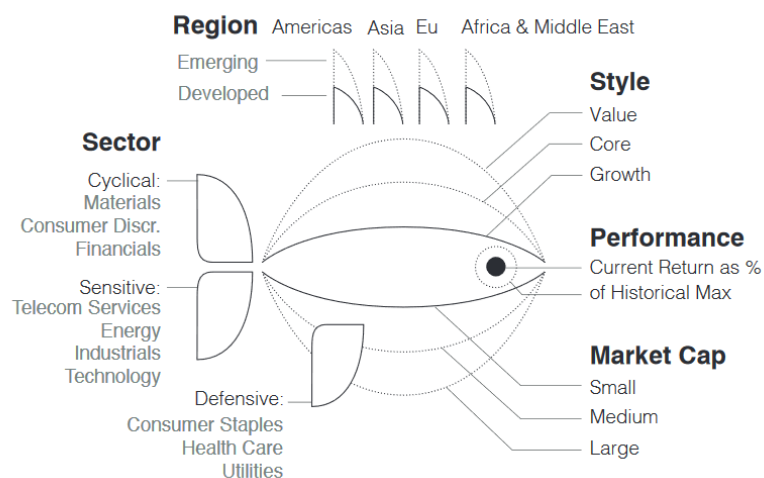 Region Americas Asia Eu Africa & Middle East
Emerging
Developed
Style
Value
Core
Growth
Sector
Cyclical:
Materials
Consumer Discr.
Financials
Sensitive:
Telecom Services
Energy
Industrials
Technology
Performance
Current Return as %
of Historical Max
Market Cap
Small
Medium
Large
Defensive:
Consumer Staples
Health Care
Utilities